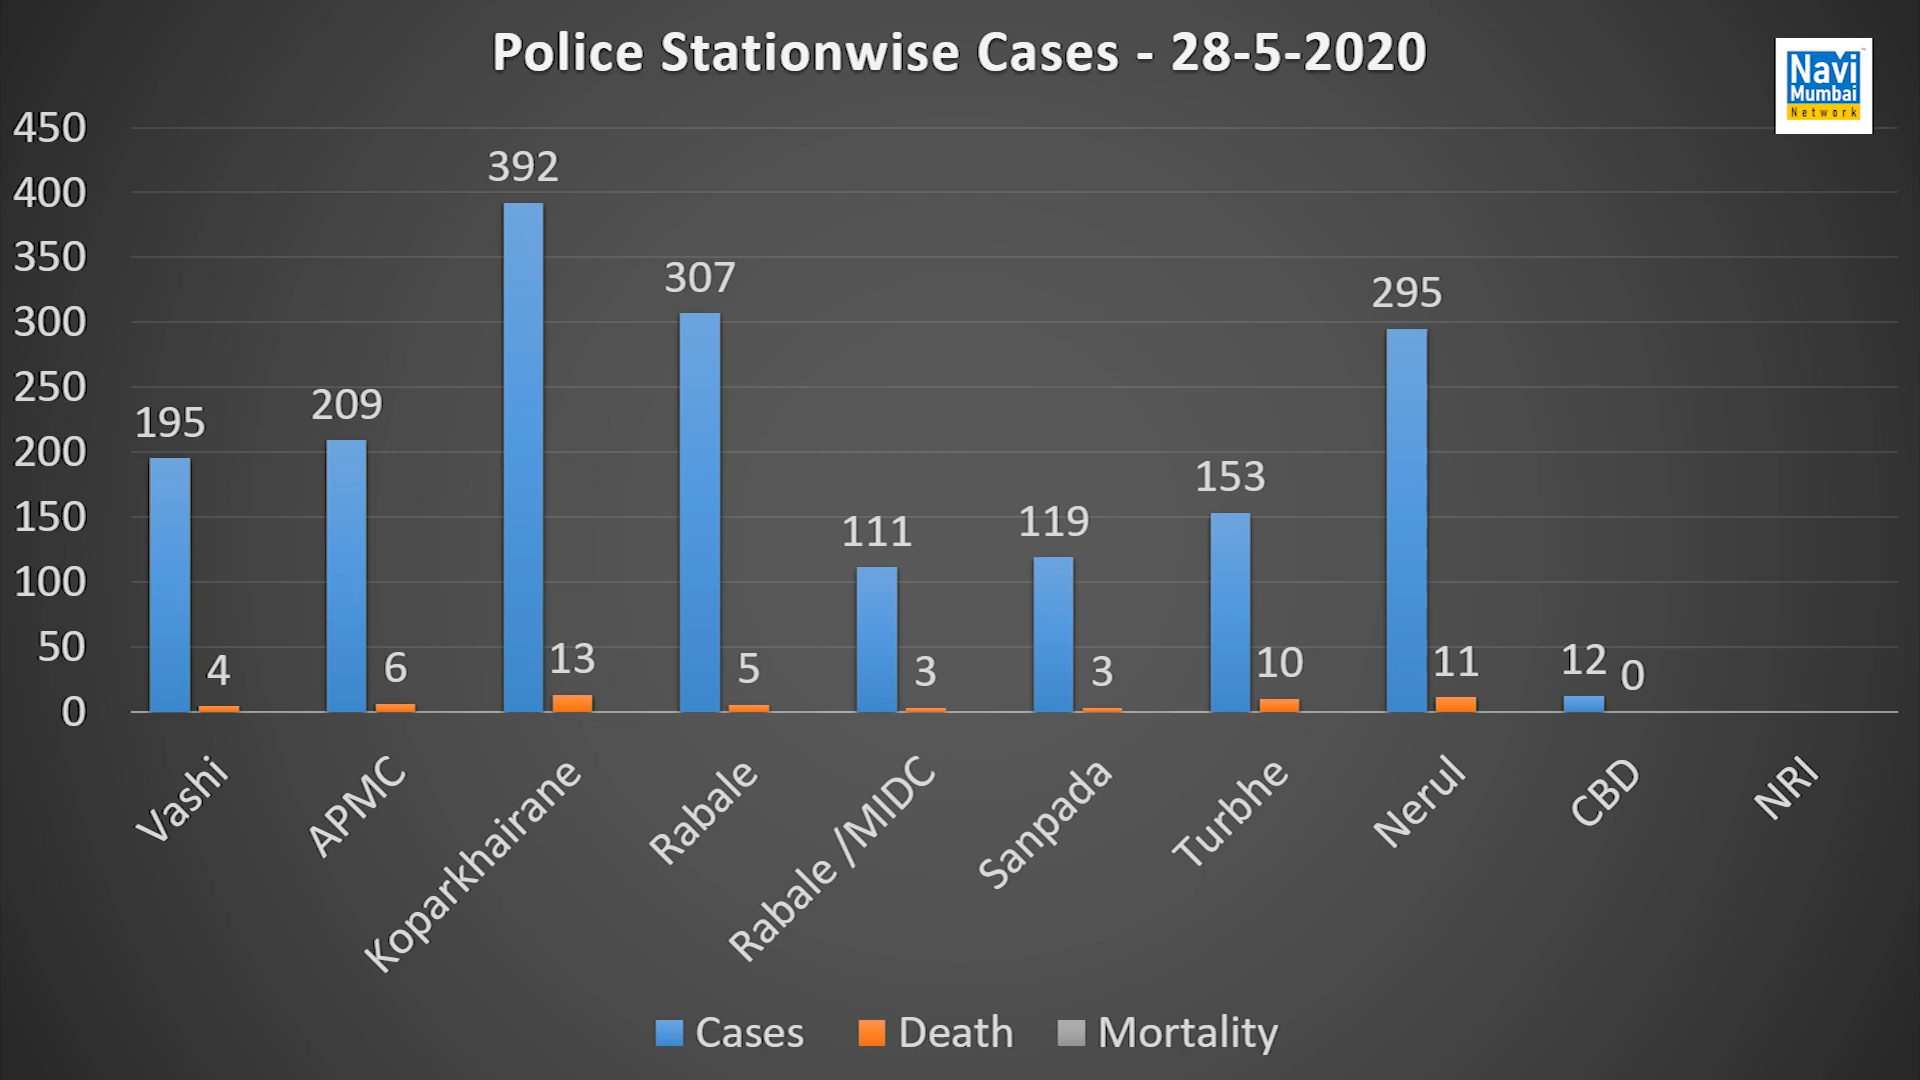 Police Stationwise Cases - 28-5-2020
Navi
Mumbai
Network
450
400
350
300
250
200
150
100
50
0
195
4
209
6
392
13
307
5
111
3
119
3
153
10
295
11
12
0
Vashi
APMC
Koparkhairane
Rabale
Rabale /MIDC
Sanpada
Turbhe
Nerul
CBD
NRI
Cases Death Mortality